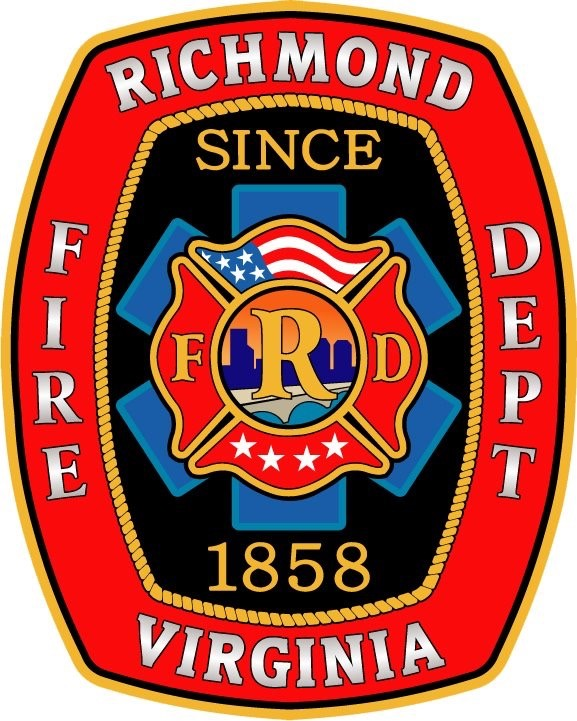 RICHMOND
SINCE
FIRE
DEPT
F R D
1858
VIRGINIA